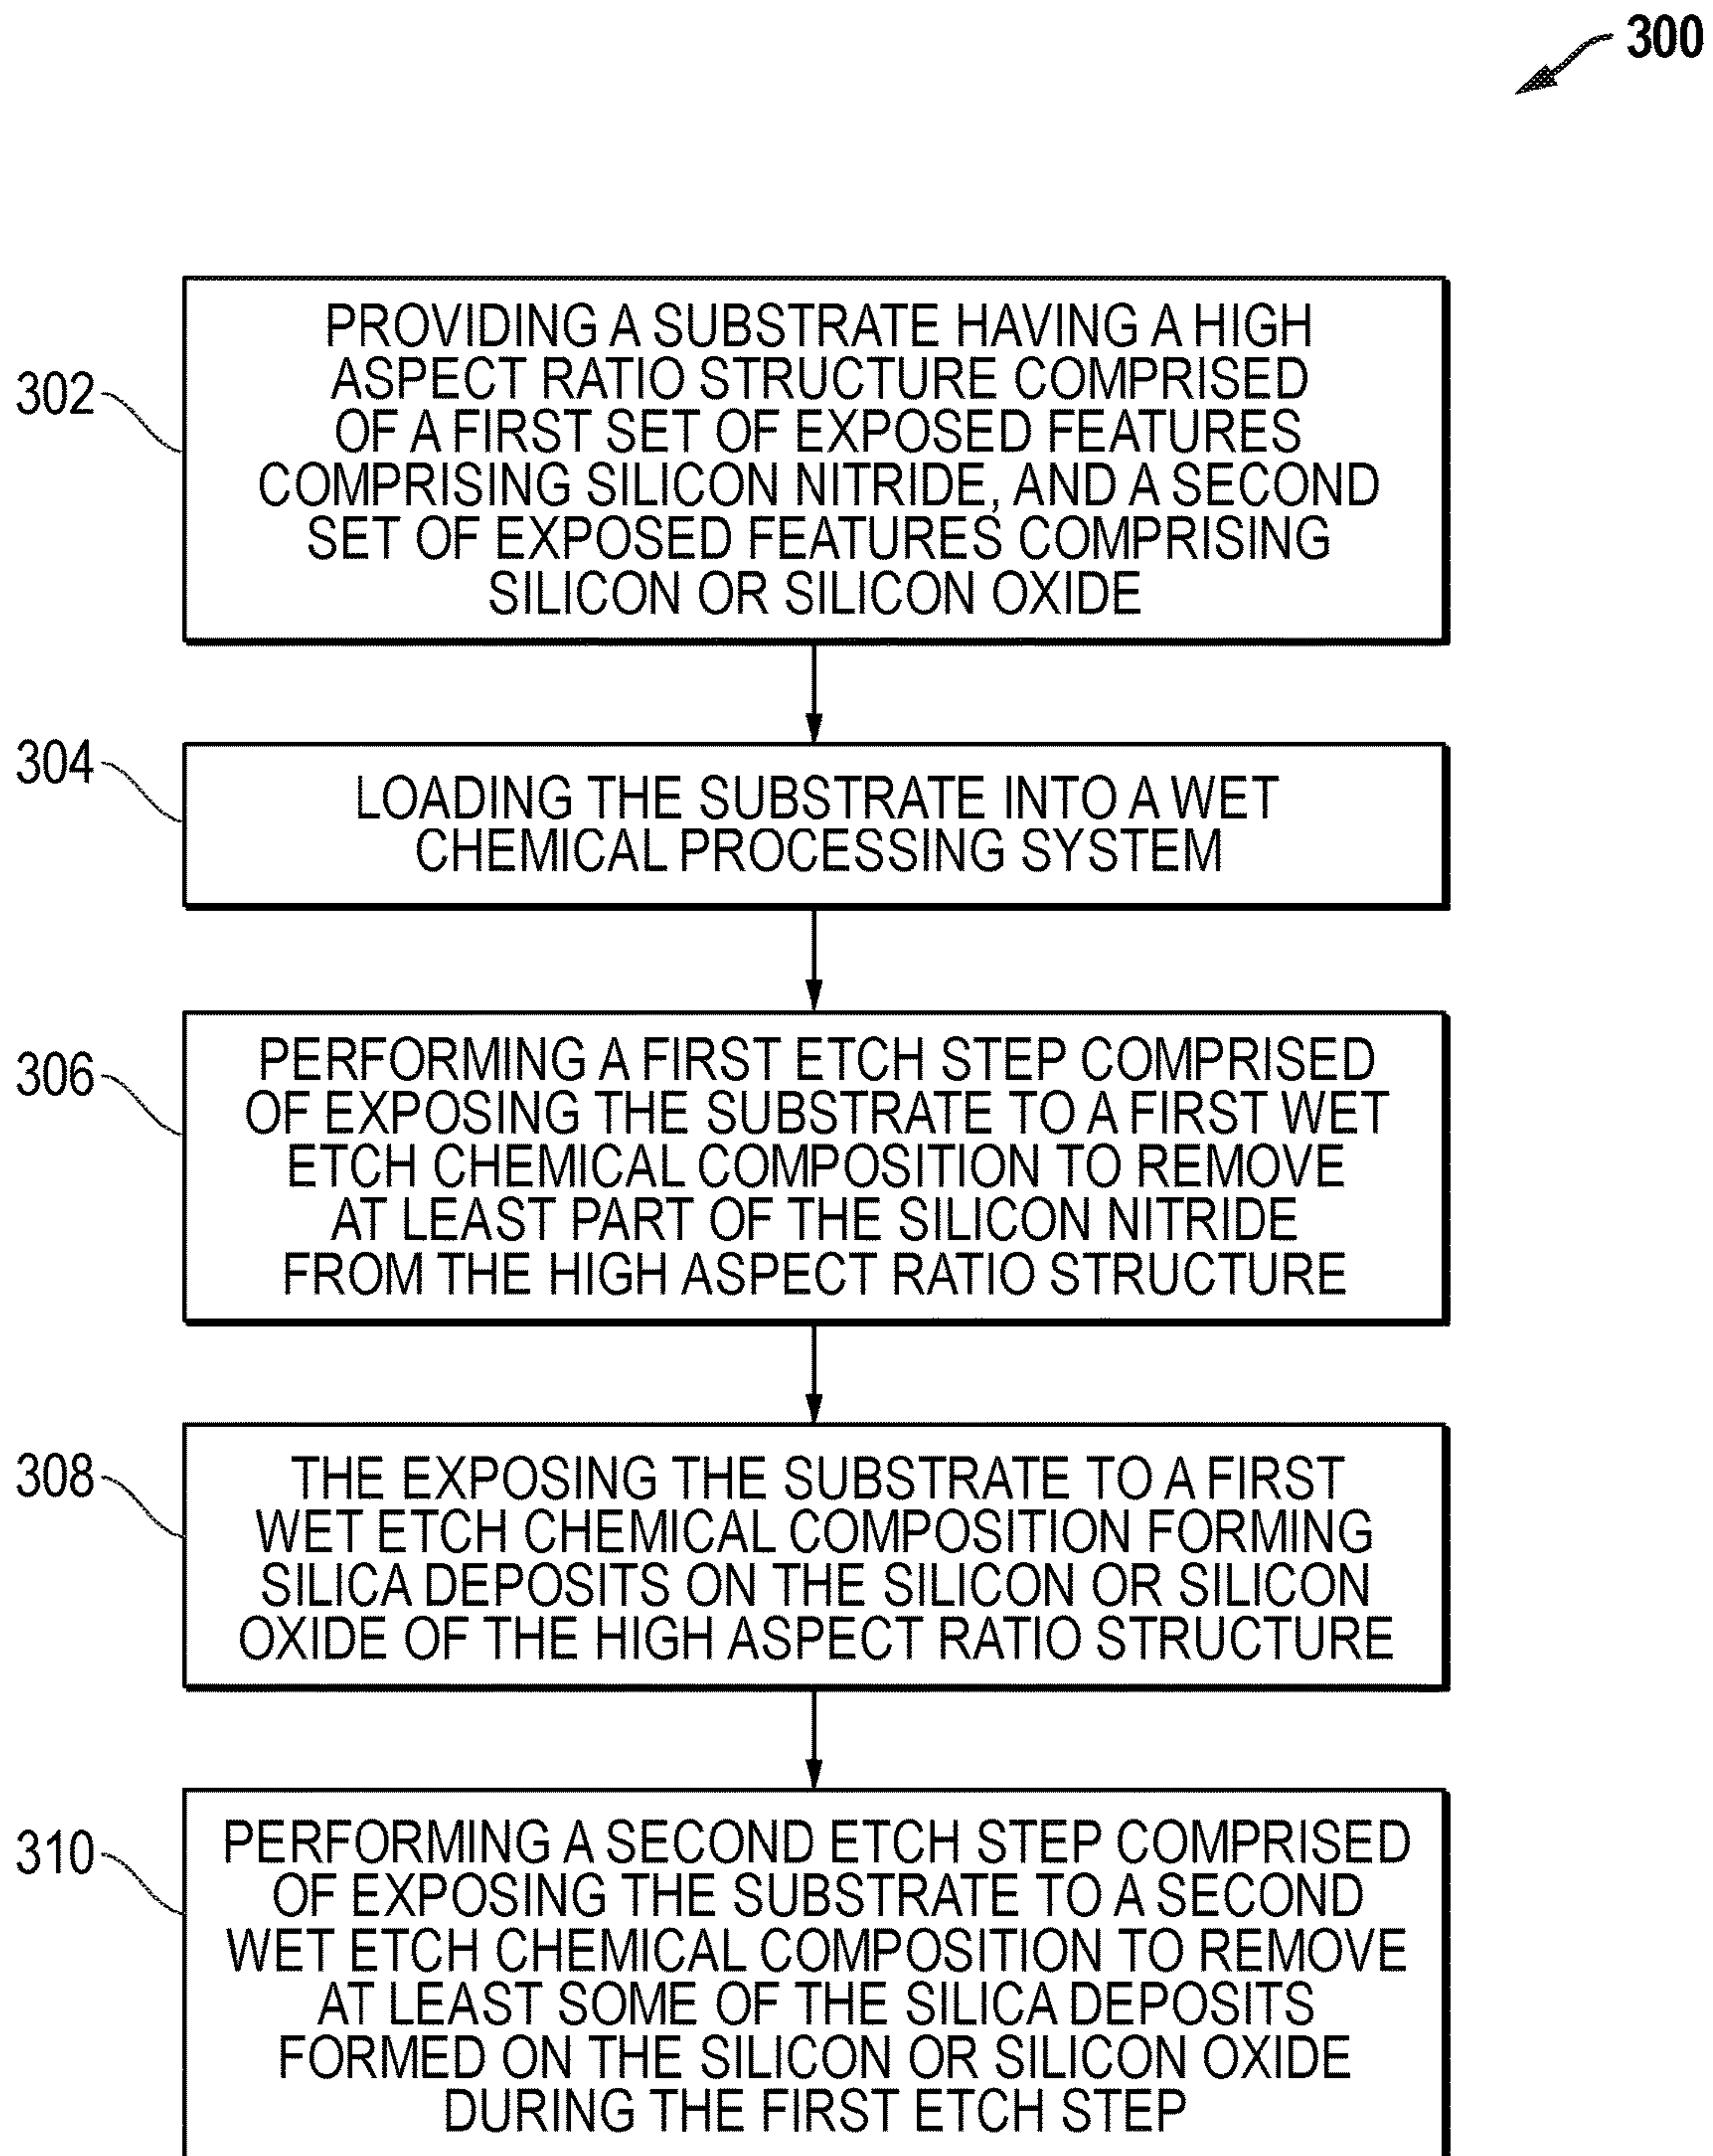 300
302
PROVIDING A SUBSTRATE HAVING A HIGH
ASPECT RATIO STRUCTURE COMPRISED
OF A FIRST SET OF EXPOSED FEATURES
COMPRISING SILICON NITRIDE, AND A SECOND
SET OF EXPOSED FEATURES COMPRISING
SILICON OR SILICON OXIDE
304
LOADING THE SUBSTRATE INTO A WET
CHEMICAL PROCESSING SYSTEM
306
PERFORMING A FIRST ETCH STEP COMPRISED
OF EXPOSING THE SUBSTRATE TO A FIRST WET
ETCH CHEMICAL COMPOSITION TO REMOVE
AT LEAST PART OF THE SILICON NITRIDE
FROM THE HIGH ASPECT RATIO STRUCTURE
308
THE EXPOSING THE SUBSTRATE TO A FIRST
WET ETCH CHEMICAL COMPOSITION FORMING
SILICA DEPOSITS ON THE SILICON OR SILICON
OXIDE OF THE HIGH ASPECT RATIO STRUCTURE
310
PERFORMING A SECOND ETCH STEP COMPRISED
OF EXPOSING THE SUBSTRATE TO A SECOND
WET ETCH CHEMICAL COMPOSITION TO REMOVE
AT LEAST SOME OF THE SILICA DEPOSITS
FORMED ON THE SILICON OR SILICON OXIDE
DURING THE FIRST ETCH STEP